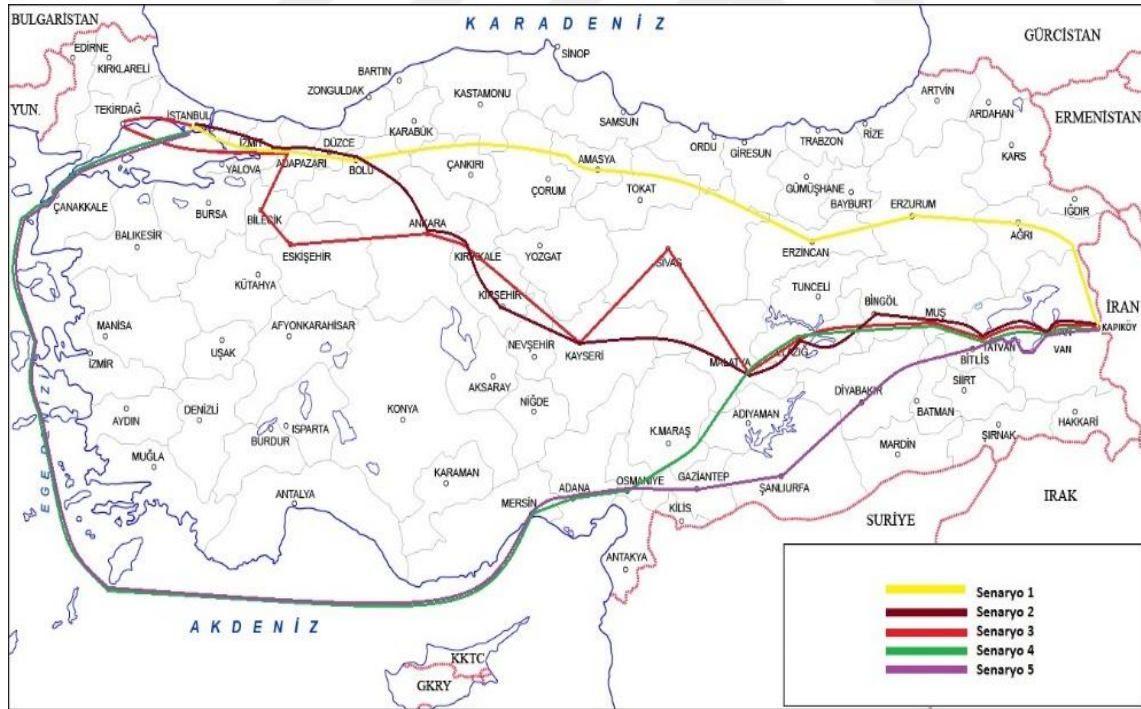 KARADENİZ
BULGARİSTAN
GÜRCİSTAN
EDİRNE
KIRKLARELİ
SİNOP
BARTIN
ZONGULDAK
KASTAMONU
ARTVİN
ARDAHAN
ERMENİSTAN
YUN.
TEKİRDAĞ
İSTANBUL
KARABÜK
SAMSUN
RİZE
İZMİT
DÜZCE
ORDU
GİRESUN
TRABZON
KARS
YALOVA
ADAPAZARI
BOLU
ÇANKIRI
AMASYA
ÇORUM
TOKAT
GÜMÜŞHANE
BAYBURT
ERZURUM
IĞDIR
ÇANAKKALE
BURSA
BİLECİK
ANKARA
AĞRI
BALIKESİR
ESKİŞEHİR
KIRIKKALE
YOZGAT
SİVAS
ERZİNCAN
KÜTAHYA
KIRŞEHİR
TUNCELİ
BİNGÖL
MUŞ
İRAN
KAPIKÖY
MANİSA
AFYONKARAHİSAR
UŞAK
NEVŞEHİR
KAYSERİ
MALATYA
TATVAN
VAN
BİTLİS
İZMİR
AKSARAY
SİİRT
EGE DENİZİ
AYDIN
DENİZLİ
KONYA
NİĞDE
DİYABAKIR
BATMAN
HAKKARİ
BURDUR
ISPARTA
ADIYAMAN
ŞIRNAK
MUĞLA
K.MARAŞ
MARDİN
KARAMAN
GAZİANTEP
ŞANLIURFA
ANTALYA
MERSİN
ADANA
OSMANİYE
KİLİS
IRAK
SURİYE
ANTAKYA
AKDENİZ
KKTC
GKRY
Senaryo 1
Senaryo 2
Senaryo 3
Senaryo 4
Senaryo 5